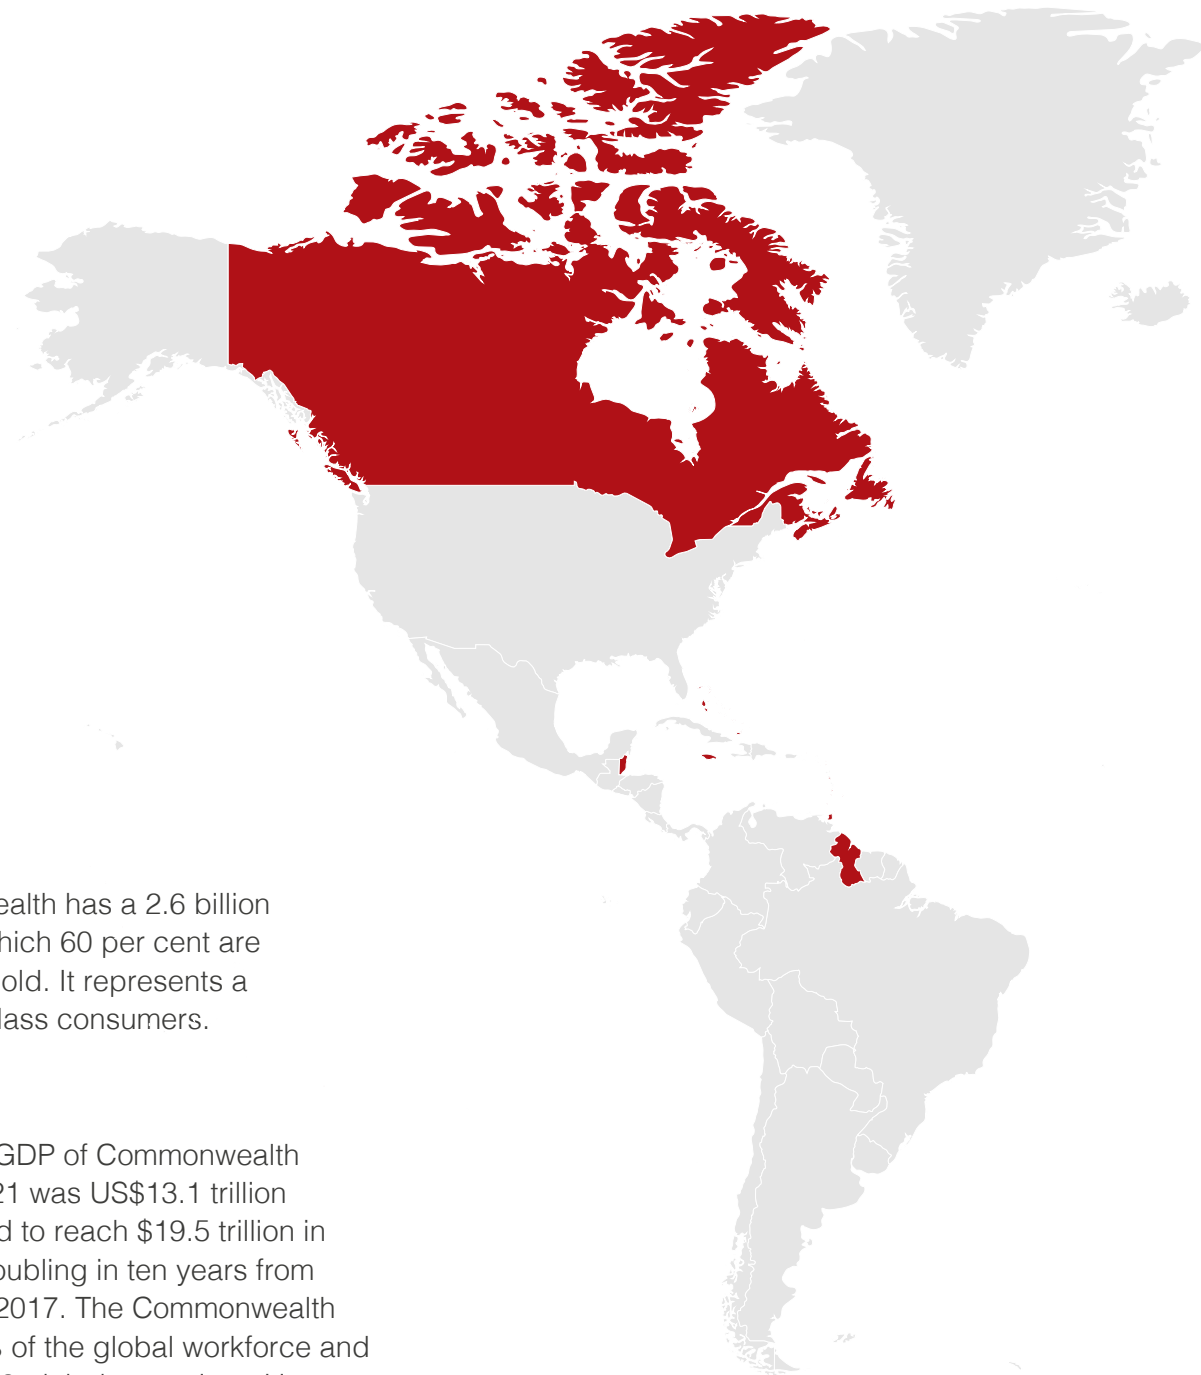 ealth has a 2.6 billion
hich 60 per cent are
old. It represents a
lass consumers.
GDP of Commonwealth
21 was US$13.1 trillion
d to reach $19.5 trillion in
oubling in ten years from
2017. The Commonwealth
of the global workforce and